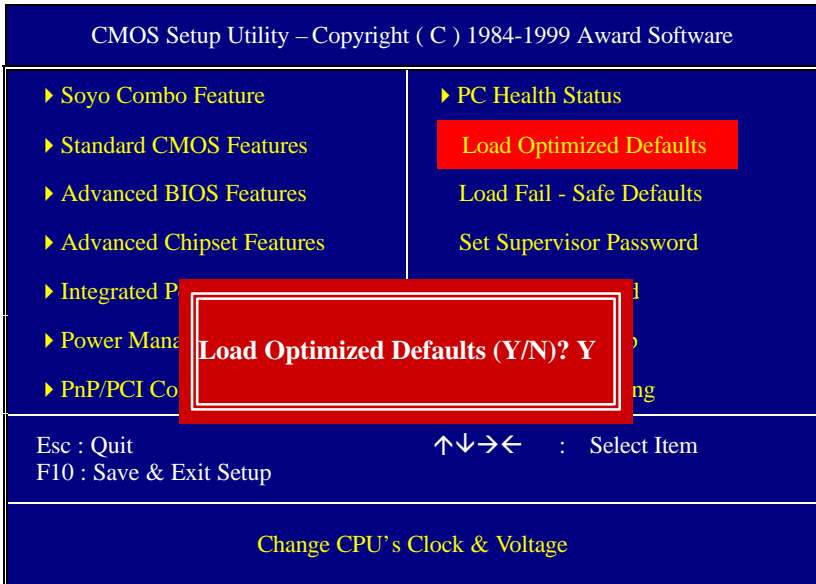 CMOS Setup Utility – Copyright ( C ) 1984-1999 Award Software
Soyo Combo Feature
Standard CMOS Features
Advanced BIOS Features
Advanced Chipset Features
Integrated P
Power Mana
PnP/PCI Co
PC Health Status
Load Optimized Defaults
Load Fail - Safe Defaults
Set Supervisor Password
d
ng
Load Optimized Defaults (Y/N)? Y
Esc : Quit
↑↓→← : Select Item
F10 : Save & Exit Setup
Change CPU's Clock & Voltage